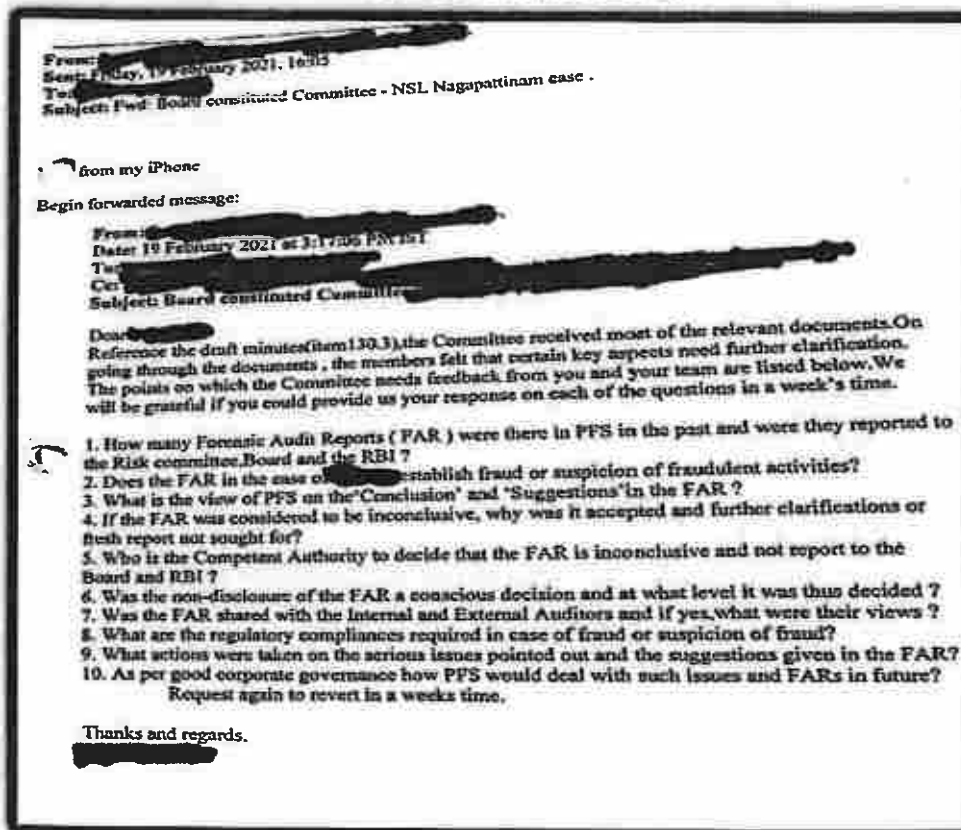 From:
Sent: Friday, 19 February 2021, 16:05
To:
Subject: Fwd: Board constituted Committee - NSL Nagapattinam case .
from my iPhone
Begin forwarded message:
From:
Date: 19 February 2021 at 3:17:06 PM IST
To:
Cc:
Subject: Board constituted Committee
Dear
Reference the draft minutes(item130.3),the Committee received most of the relevant documents.On
going through the documents , the members felt that certain key aspects need further clarification.
The points on which the Committee needs feedback from you and your team are listed below.We
will be grateful if you could provide us your response on each of the questions in a week's time.
1. How many Forensic Audit Reports ( FAR ) were there in PFS in the past and were they reported to
the Risk committee,Board and the RBI ?
2. Does the FAR in the case of establish fraud or suspicion of fraudulent activities?
3. What is the view of PFS on the"Conclusion" and "Suggestions"in the FAR ?
4. If the FAR was considered to be inconclusive, why was it accepted and further clarifications or
fresh report not sought for?
5. Who is the Competent Authority to decide that the FAR is inconclusive and not report to the
Board and RBI ?
6. Was the non-disclosure of the FAR a conscious decision and at what level it was thus decided ?
7. Was the FAR shared with the Internal and External Auditors and if yes,what were their views ?
8. What are the regulatory compliances required in case of fraud or suspicion of fraud?
9. What actions were taken on the serious issues pointed out and the suggestions given in the FAR?
10. As per good corporate governance how PFS would deal with such issues and FARs in future?
Request again to revert in a weeks time.
Thanks and regards.